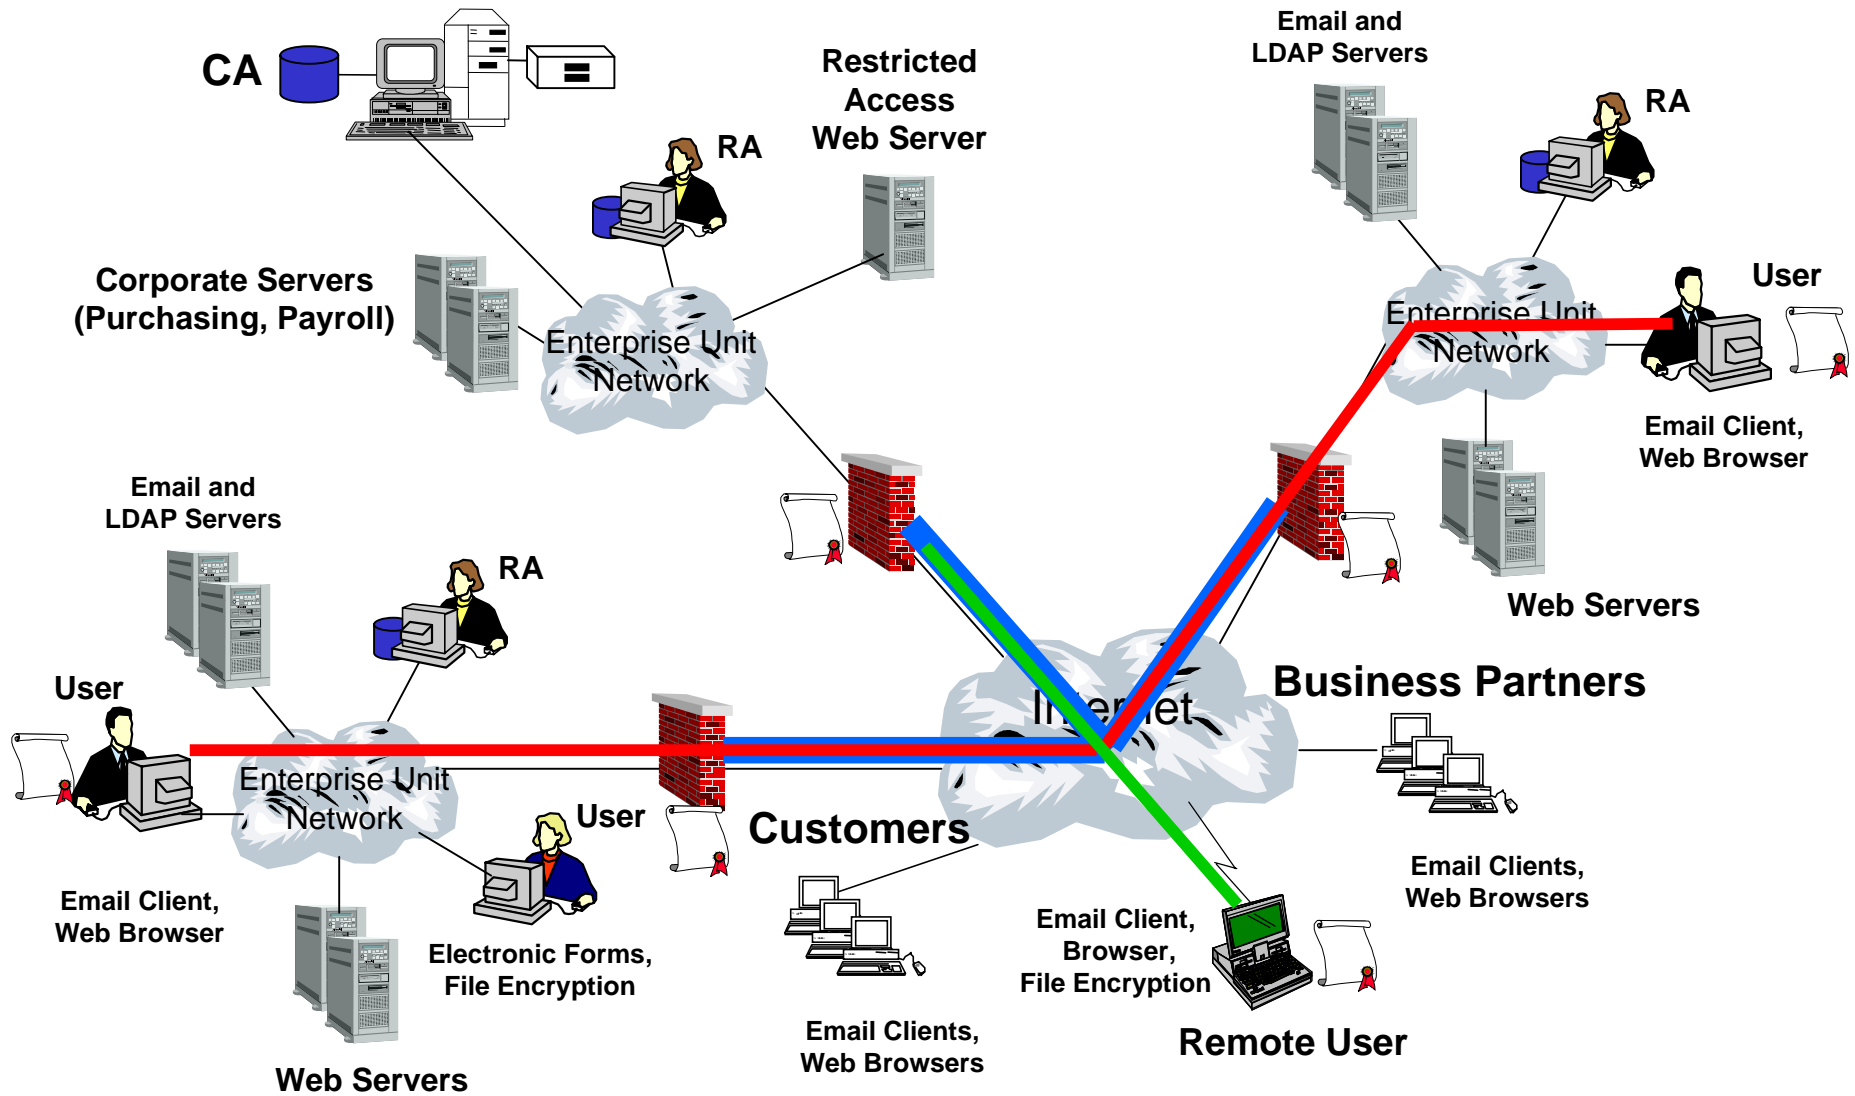 CA
RA
Restricted
Access
Web Server
Corporate Servers
(Purchasing, Payroll)
Enterprise Unit
Network
Email and
LDAP Servers
RA
User
Enterprise Unit
Network
Email Client,
Web Browser
Web Servers
Email and
LDAP Servers
RA
User
Enterprise Unit
Network
User
Email Client,
Web Browser
Electronic Forms,
File Encryption
Web Servers
Internet
Business Partners
Email Clients,
Web Browsers
Customers
Email Clients,
Web Browsers
Email Client,
Browser,
File Encryption
Remote User